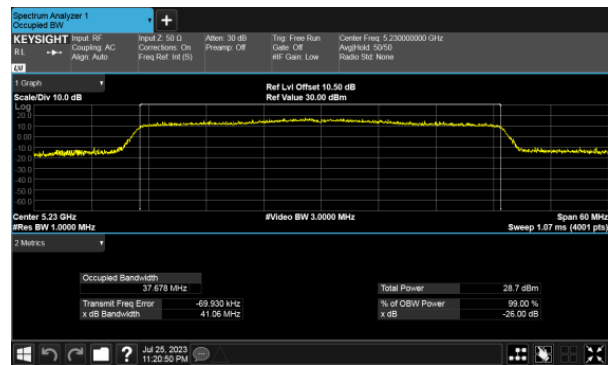 Spectrum Analyzer 1
Occupied BW
+
KEYSIGHT Input: RF Input Z: 50 Ω Atten: 30 dB Trig: Free Run Center Freq: 5.230000000 GHz
RL Coupling: AC Corrections: On Preamp: Off Gate: Off Avg|Hold: 50/50
Align: Auto Freq Ref: Int (S) #IF Gain: Low Radio Std: None
LXI
1 Graph
Ref Lvl Offset 10.50 dB
Scale/Div 10.0 dB Ref Value 30.00 dBm
Log
20.0
10.0
0.00
-10.0
-20.0
-30.0
-40.0
-50.0
-60.0
Center 5.23 GHz #Video BW 3.0000 MHz Span 60 MHz
#Res BW 1.0000 MHz Sweep 1.07 ms (4001 pts)
2 Metrics
Occupied Bandwidth
37.678 MHz Total Power 28.7 dBm
Transmit Freq Error -69.930 kHz % of OBW Power 99.00 %
x dB Bandwidth 41.06 MHz x dB -26.00 dB
? Jul 25, 2023
11:20:50 PM